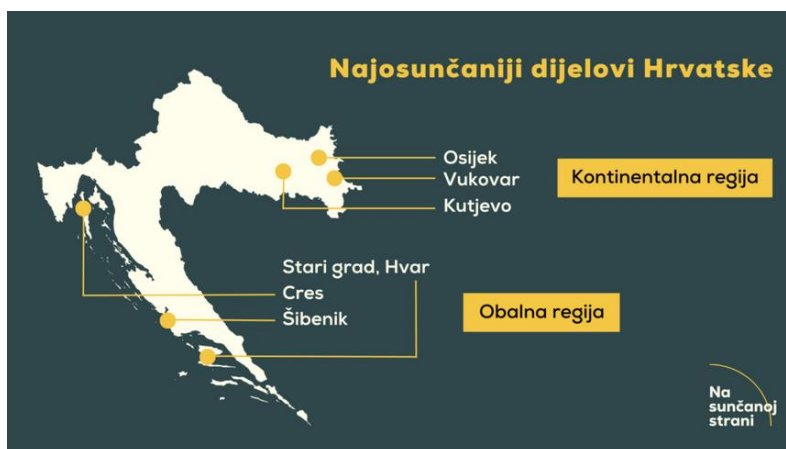 Najosunčaniji dijelovi Hrvatske
Osijek
Vukovar
Kutjevo
Kontinentalna regija
Stari grad, Hvar
Cres
Šibenik
Obalna regija
Na
sunčanoj
strani